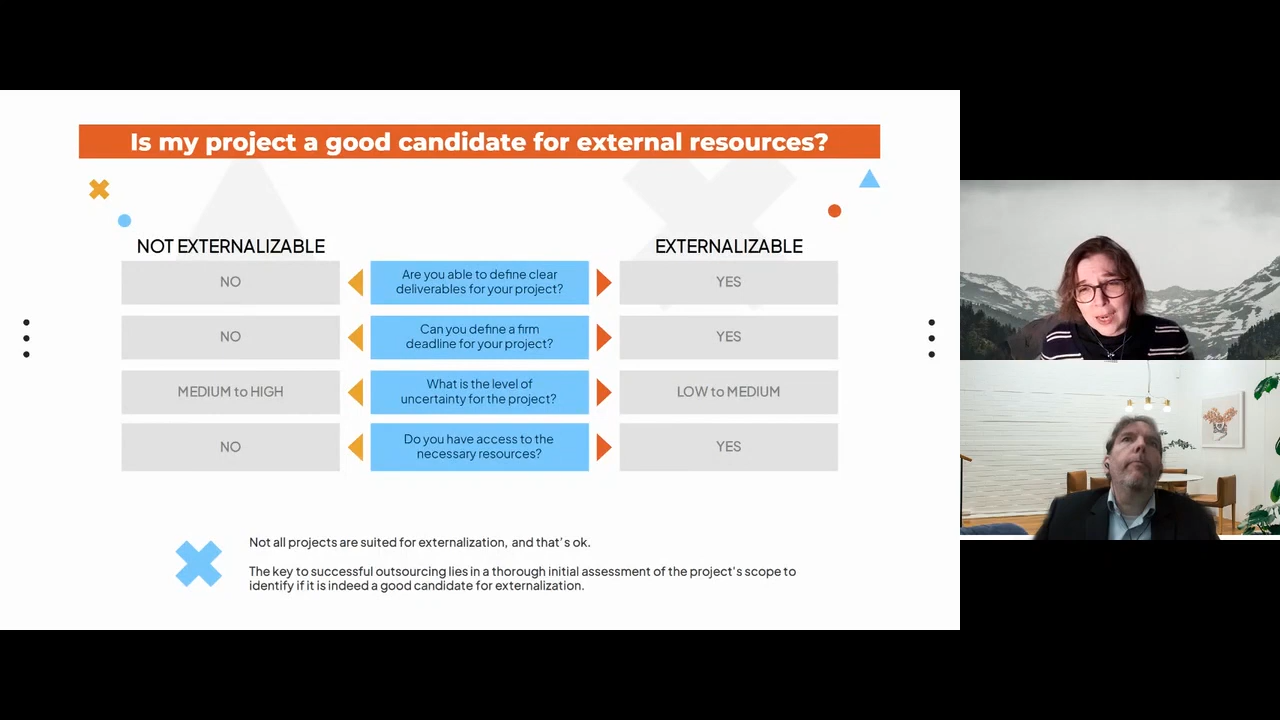 Is my project a good candidate for external resources?
NOT EXTERNALIZABLE
EXTERNALIZABLE
NO
Are you able to define clear
deliverables for your project?
YES
NO
Can you define a firm
deadline for your project?
YES
MEDIUM to HIGH
What is the level of
uncertainty for the project?
LOW to MEDIUM
NO
Do you have access to the
necessary resources?
YES
Not all projects are suited for externalization, and that's ok.
The key to successful outsourcing lies in a thorough initial assessment of the project's scope to
identify if it is indeed a good candidate for externalization.